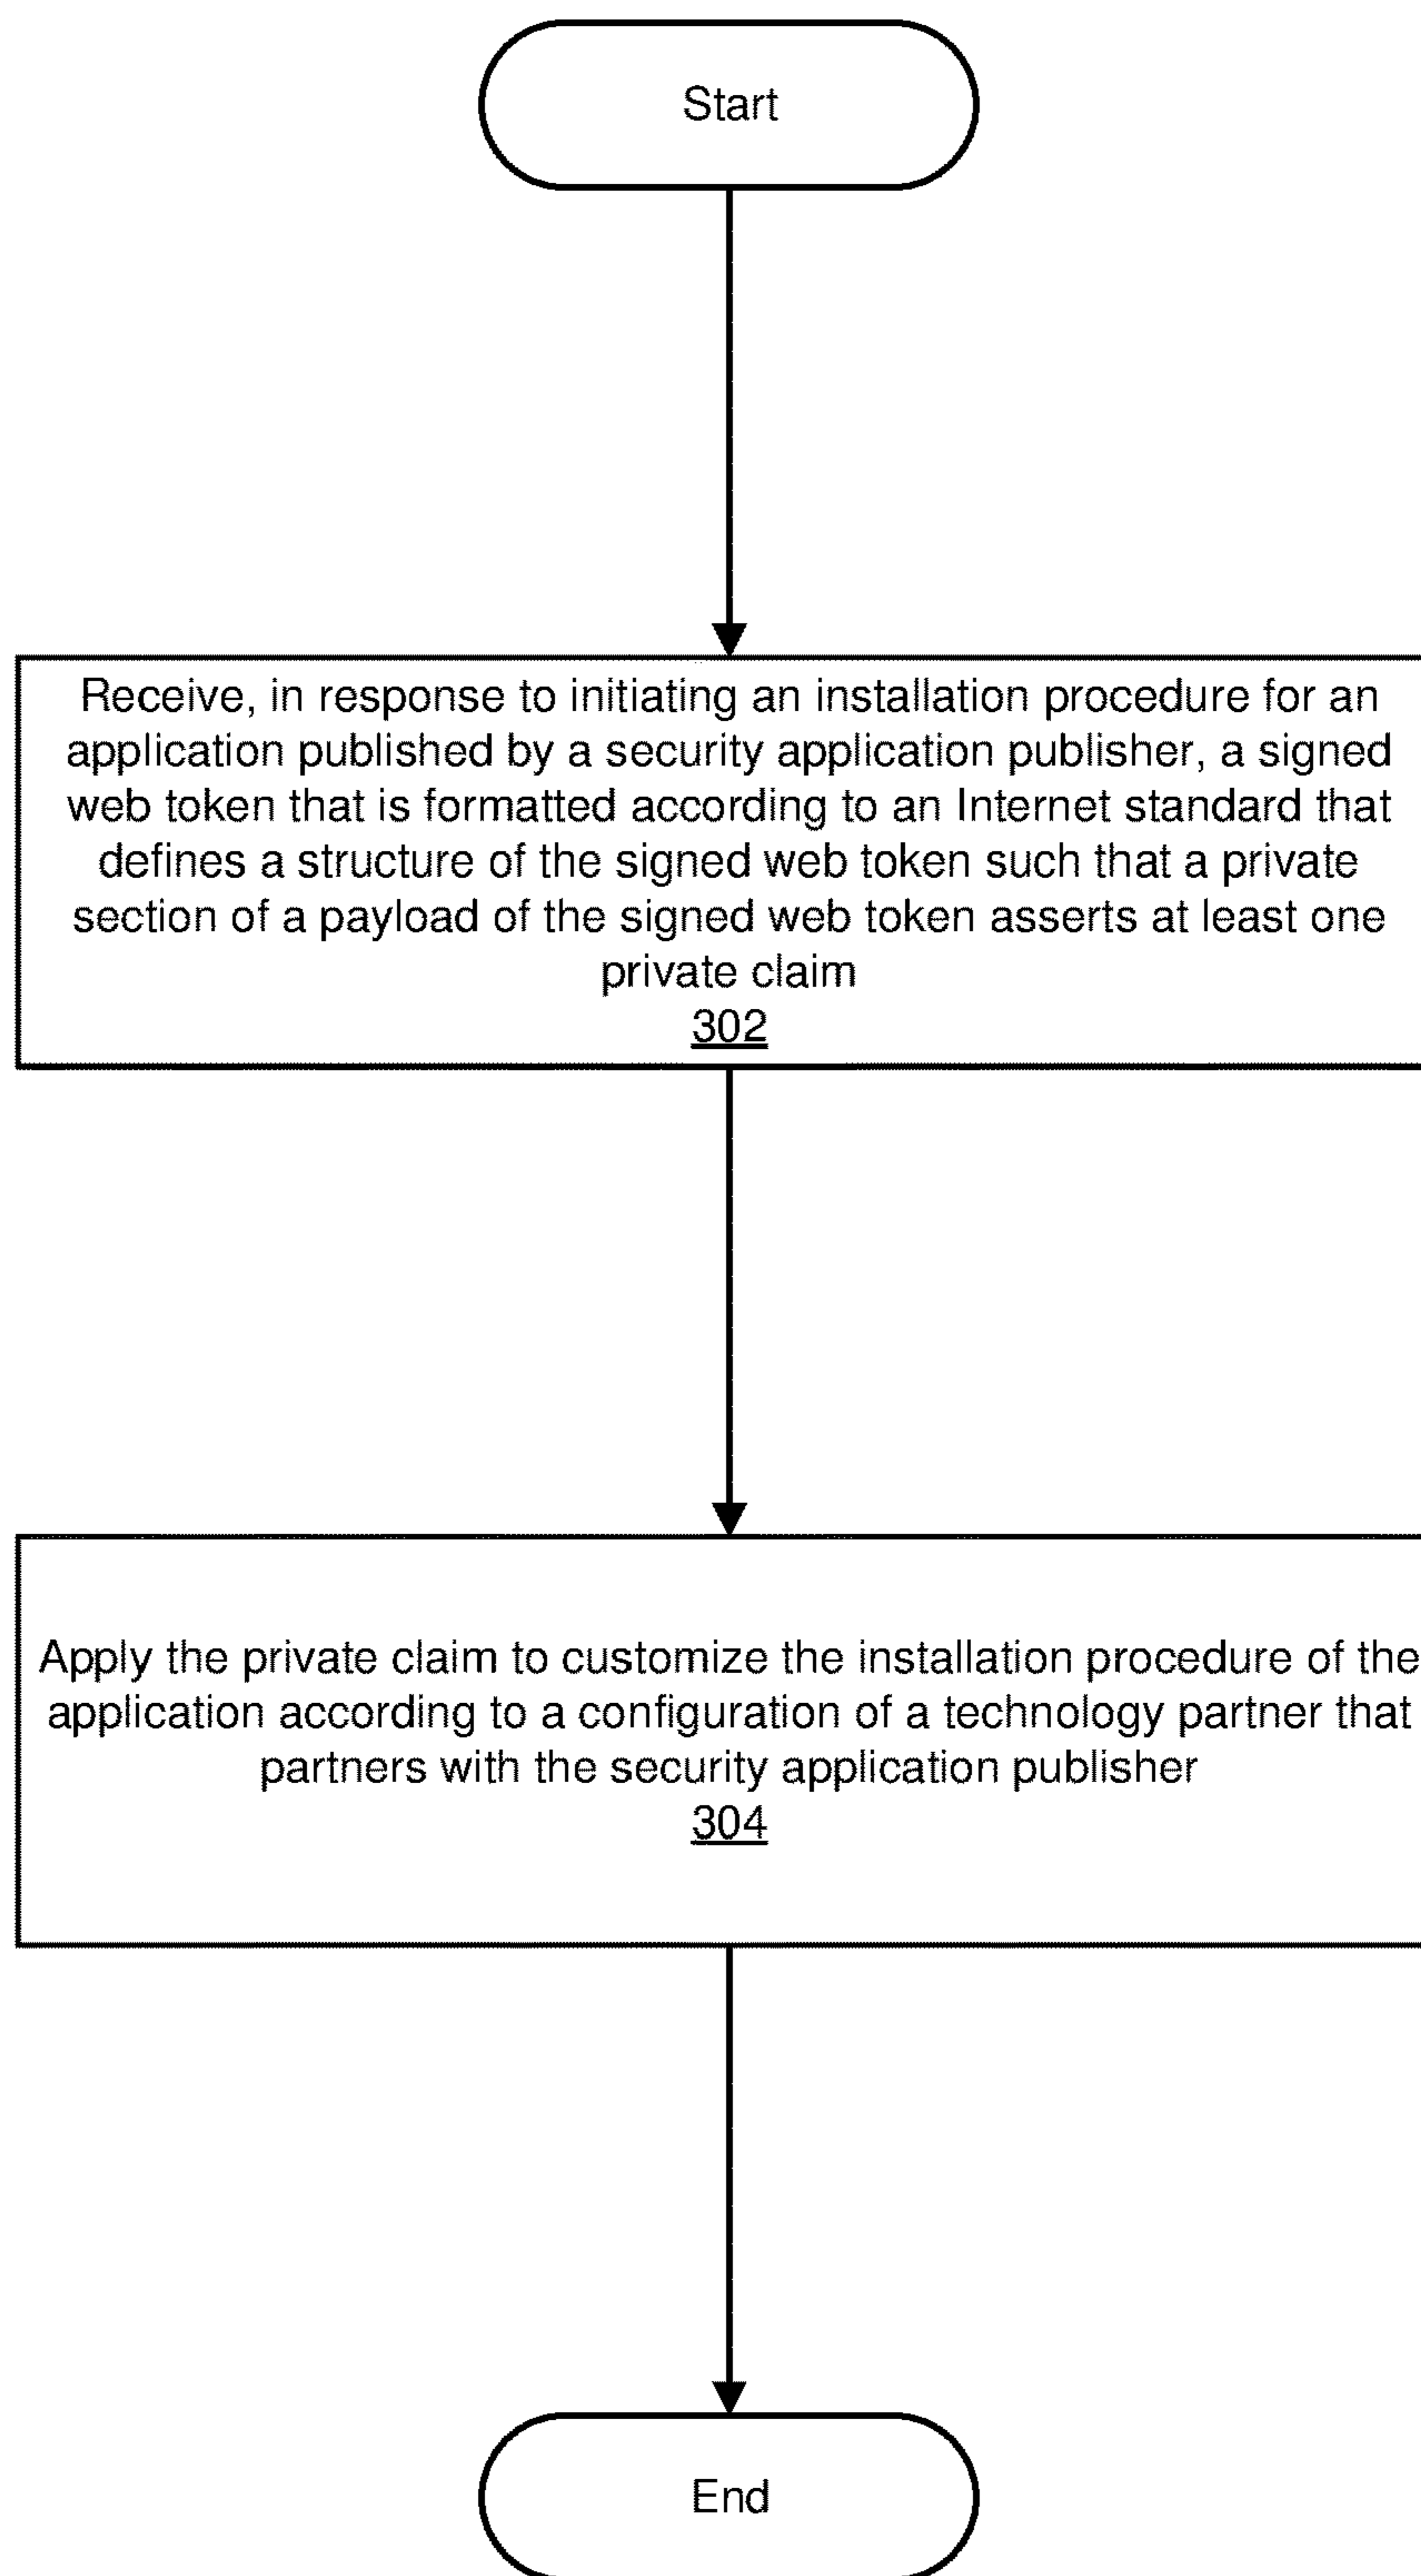 Start
Receive, in response to initiating an installation procedure for an
application published by a security application publisher, a signed
web token that is formatted according to an Internet standard that
defines a structure of the signed web token such that a private
section of a payload of the signed web token asserts at least one
private claim
302
Apply the private claim to customize the installation procedure of the
application according to a configuration of a technology partner that
partners with the security application publisher
304
End